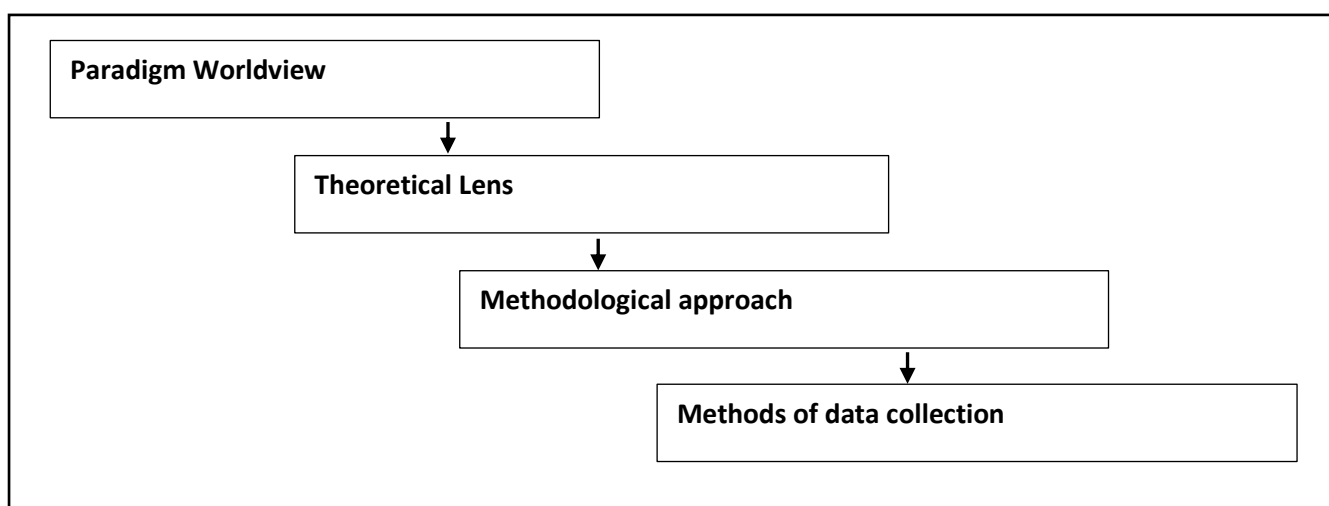 Paradigm Worldview
Theoretical Lens
Methodological approach
Methods of data collection